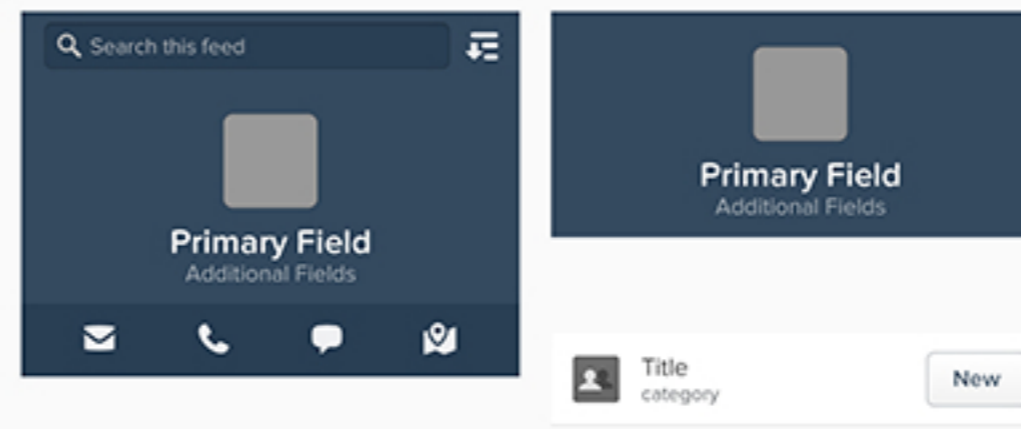 Search this feed
Primary Field
Additional Fields
Primary Field
Additional Fields
Title
category
New